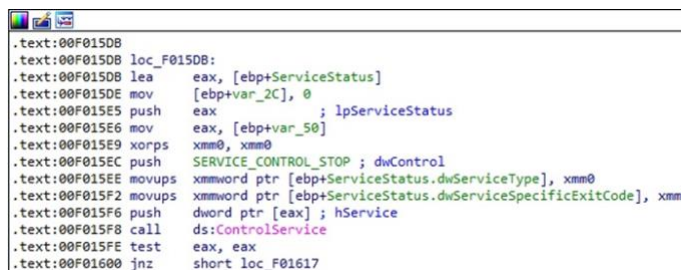 .text:00F015DB
.text:00F015DB loc_F015DB:
.text:00F015DB lea     eax, [ebp+ServiceStatus]
.text:00F015DE mov     [ebp+var_2C], 0
.text:00F015E5 push    eax             ; lpServiceStatus
.text:00F015E6 mov     eax, [ebp+var_50]
.text:00F015E9 xorps   xmm0, xmm0
.text:00F015EC push    SERVICE_CONTROL_STOP ; dwControl
.text:00F015EE movups  xmmword ptr [ebp+ServiceStatus.dwServiceType], xmm0
.text:00F015F2 movups  xmmword ptr [ebp+ServiceStatus.dwServiceSpecificExitCode], xmm
.text:00F015F6 push    dword ptr [eax] ; hService
.text:00F015F8 call    ds:ControlService
.text:00F015FE test    eax, eax
.text:00F01600 jnz     short loc_F01617